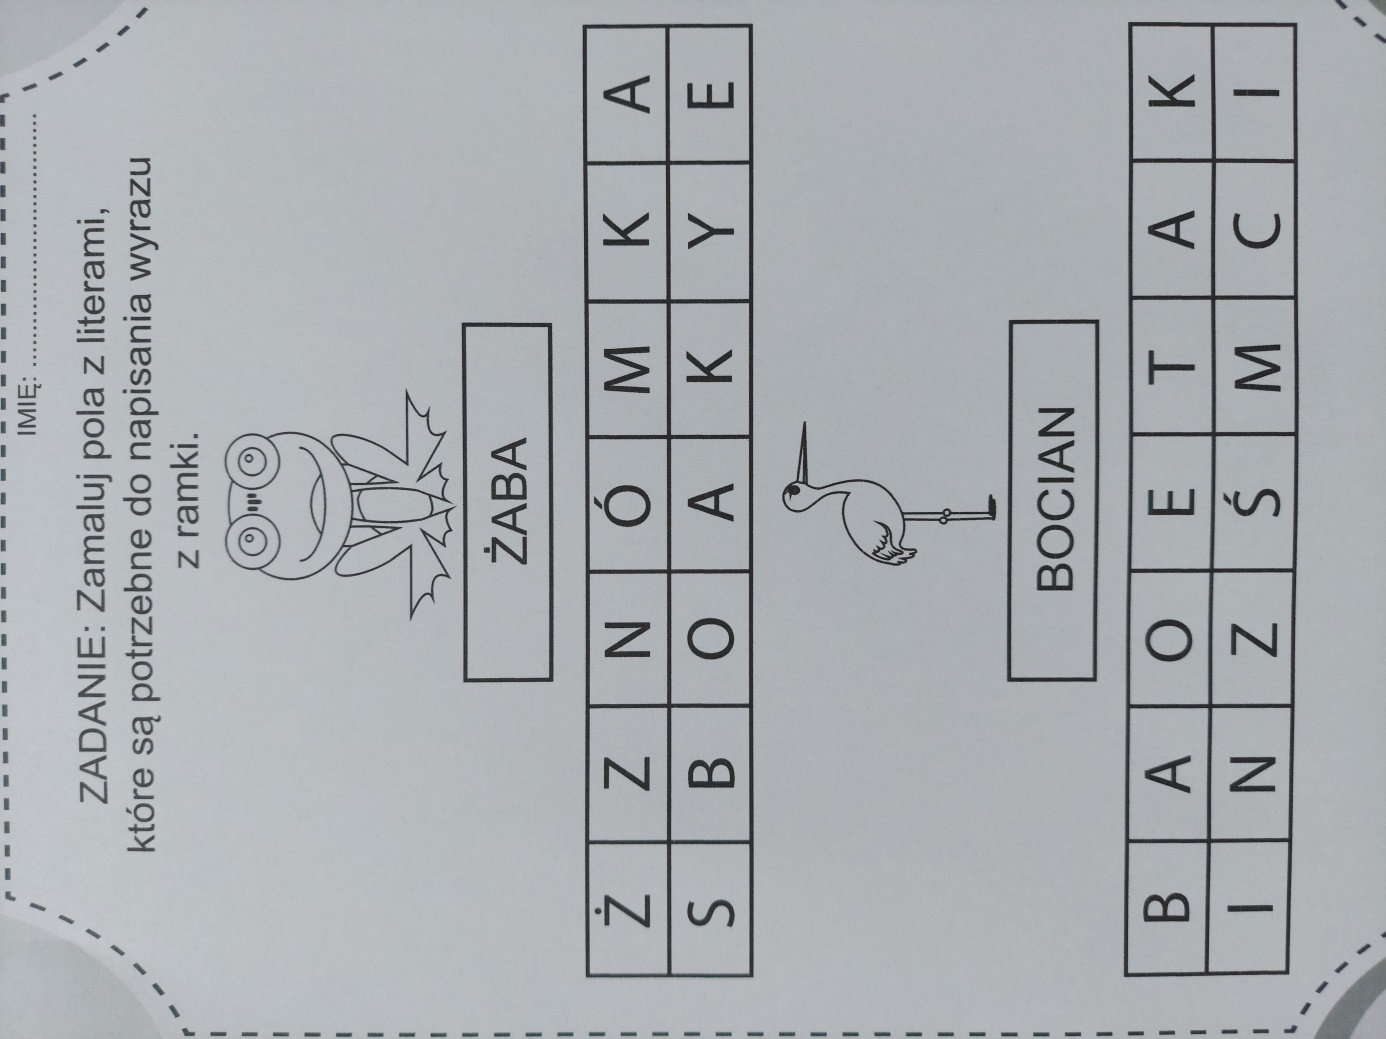 IMIĘ: ........................................
ZADANIE: Zamaluj pola z literami,
które są potrzebne do napisania wyrazu
z ramki.
ŻABA
Ż Z N Ó M K A
S B O A K Y E
BOCIAN
B A O E T A K
I N Z Ś M C I